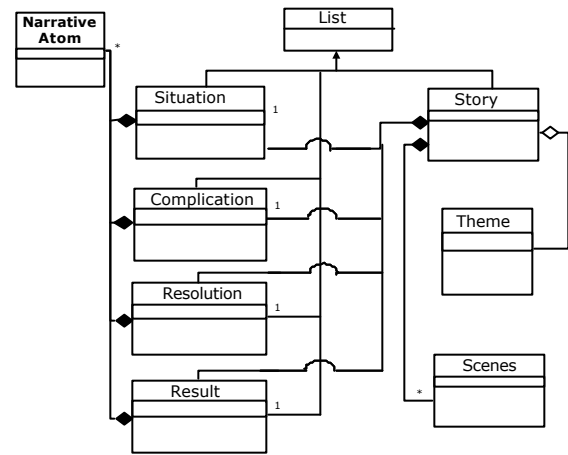 Narrative
Atom
*
List
Situation
1
Story
Complication
1
Theme
Resolution
1
Scenes
*
Result
1